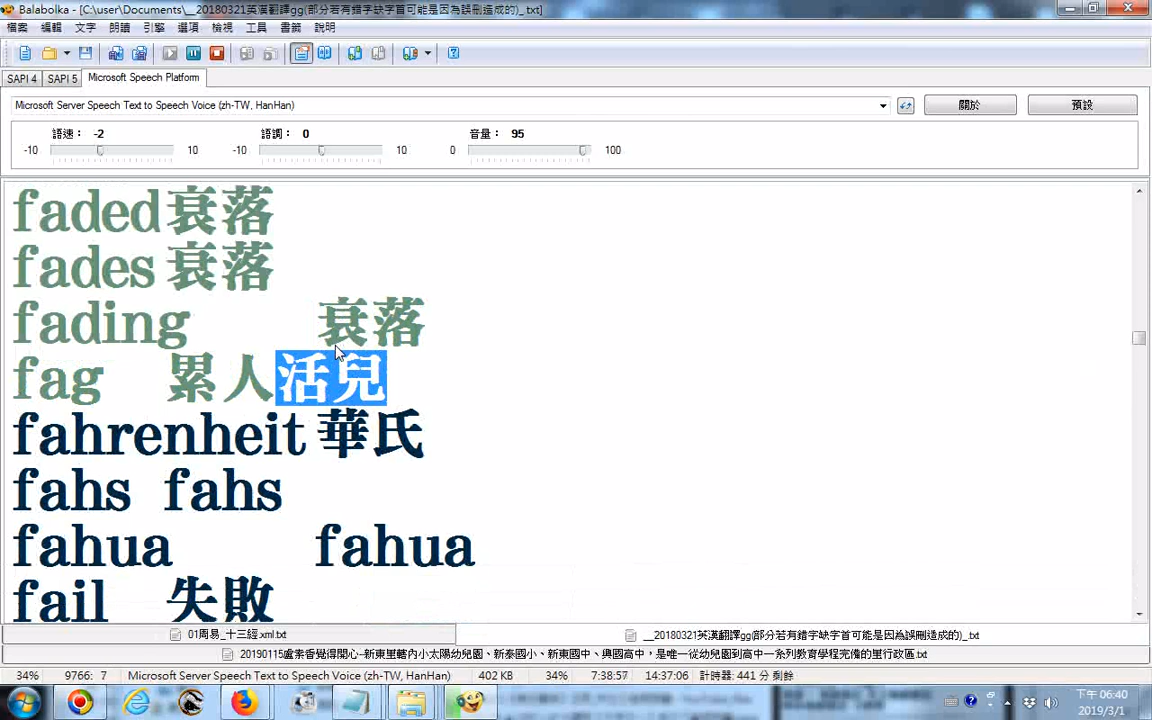 Balabolka - [C:\user\Documents\__20180321英漢翻譯gg(部分若有錯字缺字首可能是因為誤刪造成的)_.txt]
檔案 編輯 文字 朗讀 引擎 選項 檢視 工具 書籤 說明
SAPI 4 SAPI 5 Microsoft Speech Platform
Microsoft Server Speech Text to Speech Voice (zh-TW, HanHan) 關於 預設
語速： -2 語調： 0 音量： 95
-10 10 -10 10 0 100
faded 衰落
fades 衰落
fading 衰落
fag 累人活兒
fahrenheit 華氏
fahs fahs
fahua fahua
fail 失敗
01周易_十三經.xml.txt __20180321英漢翻譯gg(部分若有錯字缺字首可能是因為誤刪造成的)_.txt
20190115盧素香覺得開心-新東里轄內小太陽幼兒園、新泰國小、新東國中、興國高中，是唯一從幼兒園到高中一系列教育學程完備的里行政區.txt
34% 9766: 7 Microsoft Server Speech Text to Speech Voice (zh-TW, HanHan) 402 KB 34% 7:38:57 14:37:06 計時器: 441 分 剩餘
下午 06:40
2019/3/1